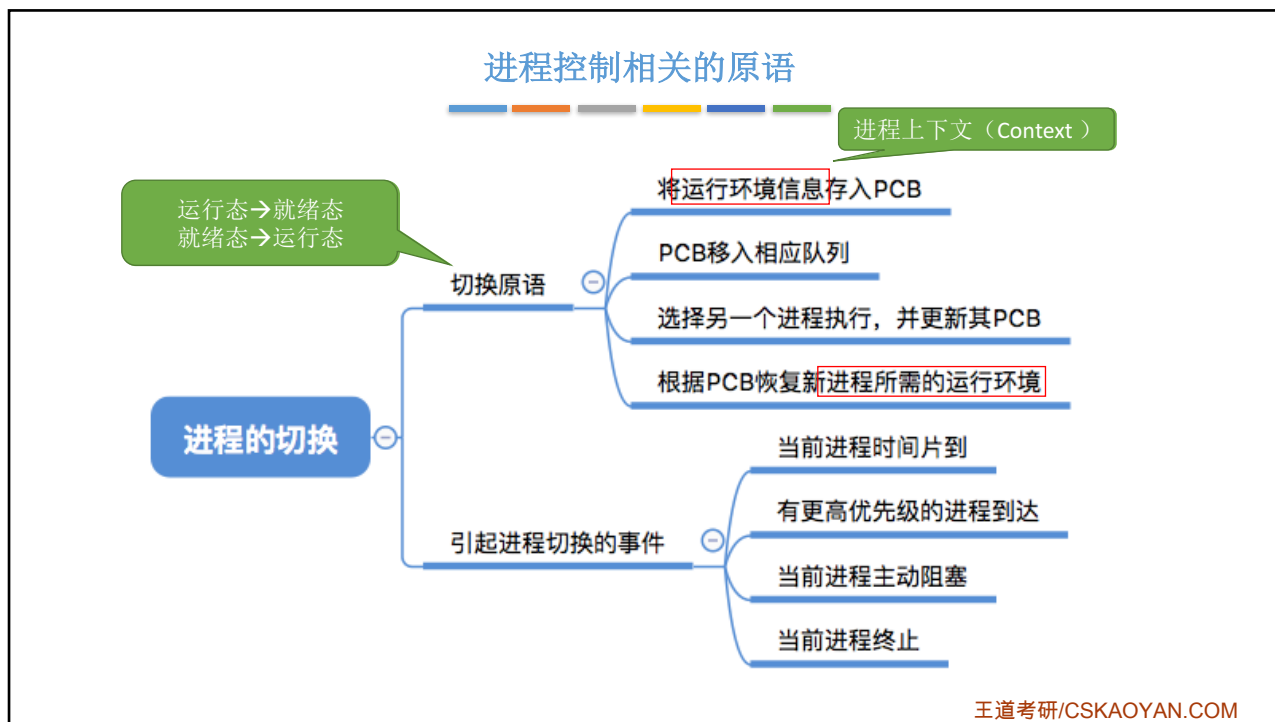 进程控制相关的原语
进程上下文（Context ）
将运行环境信息存入PCB
运行态→就绪态
就绪态→运行态
PCB移入相应队列
切换原语
选择另一个进程执行，并更新其PCB
根据PCB恢复新进程所需的运行环境
进程的切换
当前进程时间片到
有更高优先级的进程到达
引起进程切换的事件
当前进程主动阻塞
当前进程终止
王道考研/CSKAOYAN.COM